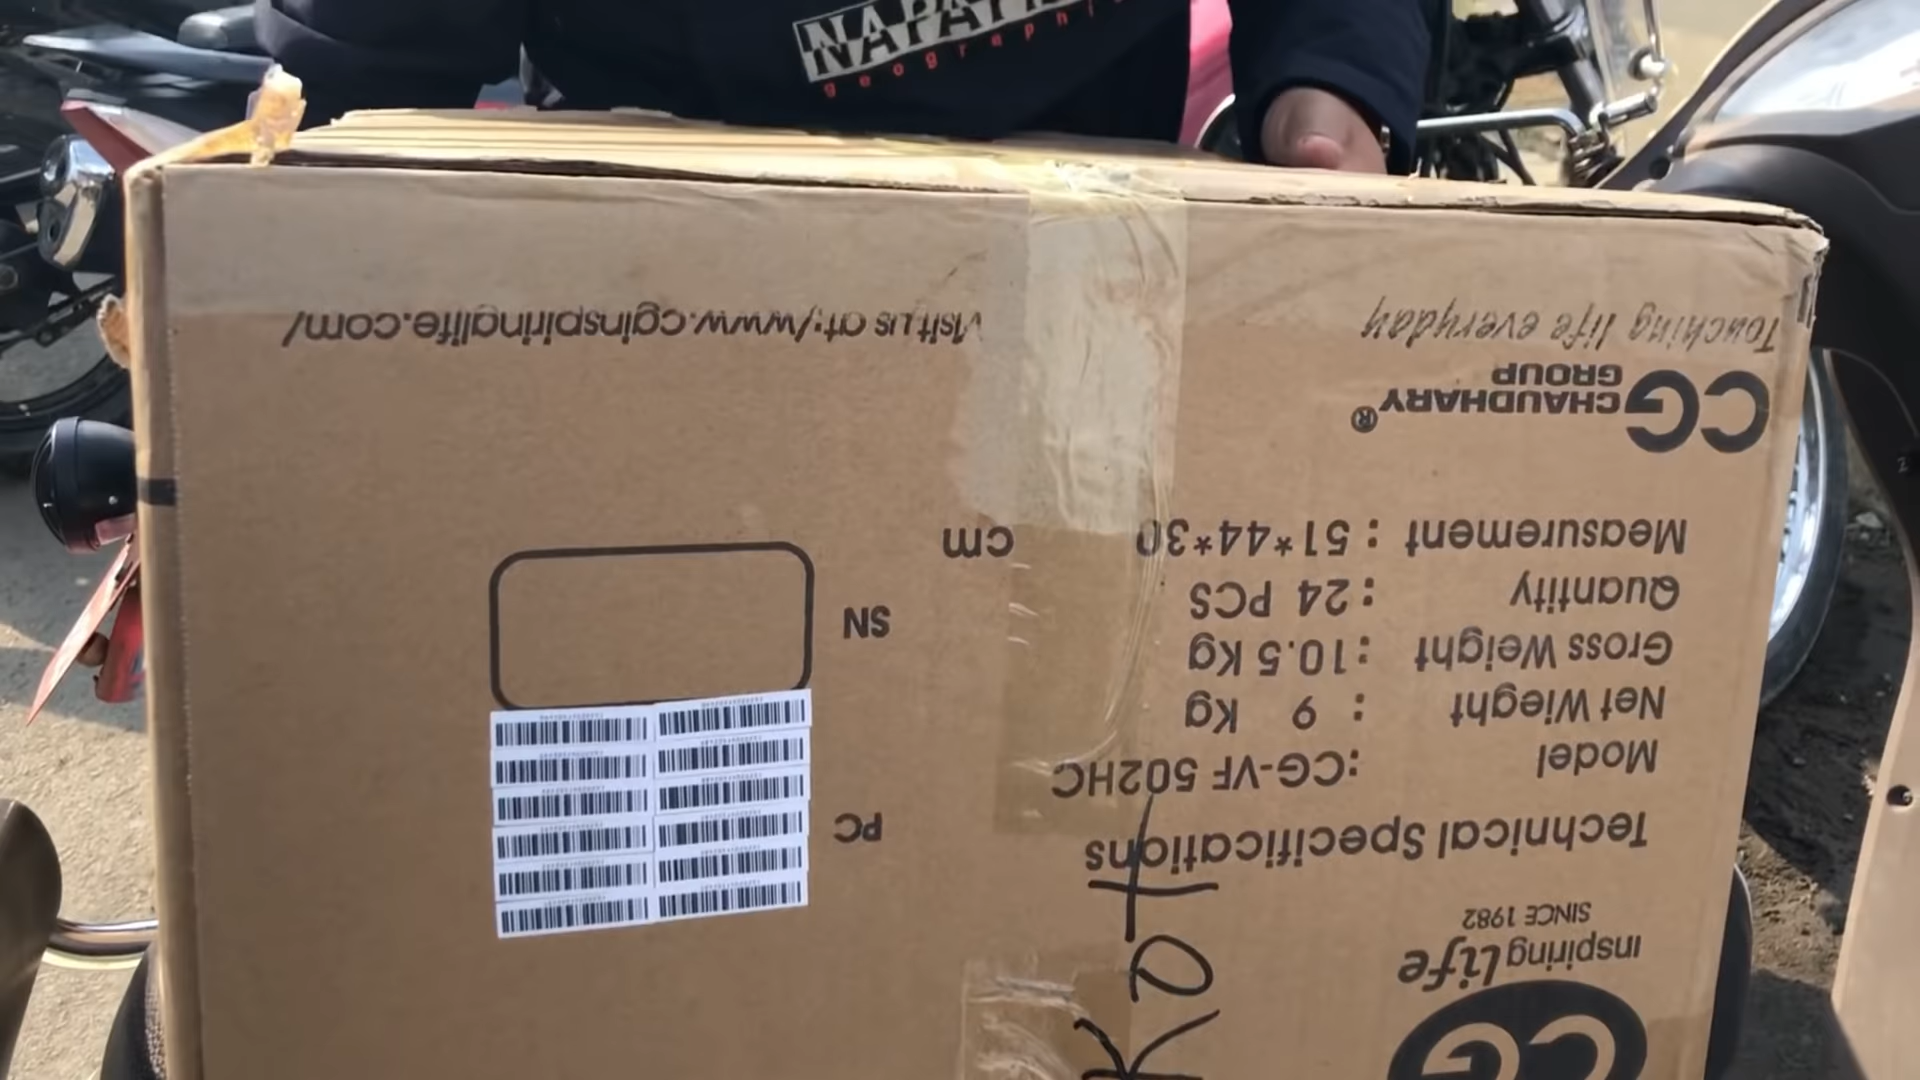 CG
inspiring Life
SINCE 1982
Technical Specifications
Model :CG-VF 502HC
Net Wieght : 9 Kg
Gross Weight :10.5 Kg
Quantity :24 PCS
Measurement : 51*44*30 cm
PC
SN
CG CHAUDHARY GROUP®
Touching life everyday
Visit us at:/www.cginspiringlife.com/
geographic